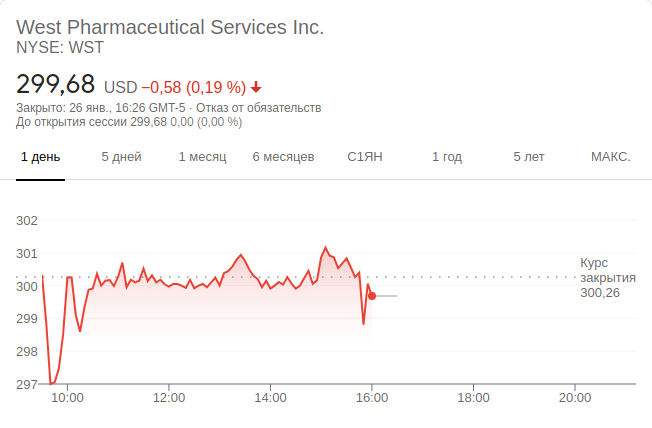 West Pharmaceutical Services Inc.
NYSE: WST
299,68 USD −0,58 (0,19 %)
Закрыто: 26 янв., 16:26 GMT-5 · Отказ от обязательств
До открытия сессии 299,68 0,00 (0,00 %)
1 день 5 дней 1 месяц 6 месяцев С1ЯН 1 год 5 лет МАКС.
302
301
300
299
298
297
Курс
закрытия
300,26
10:00 12:00 14:00 16:00 18:00 20:00